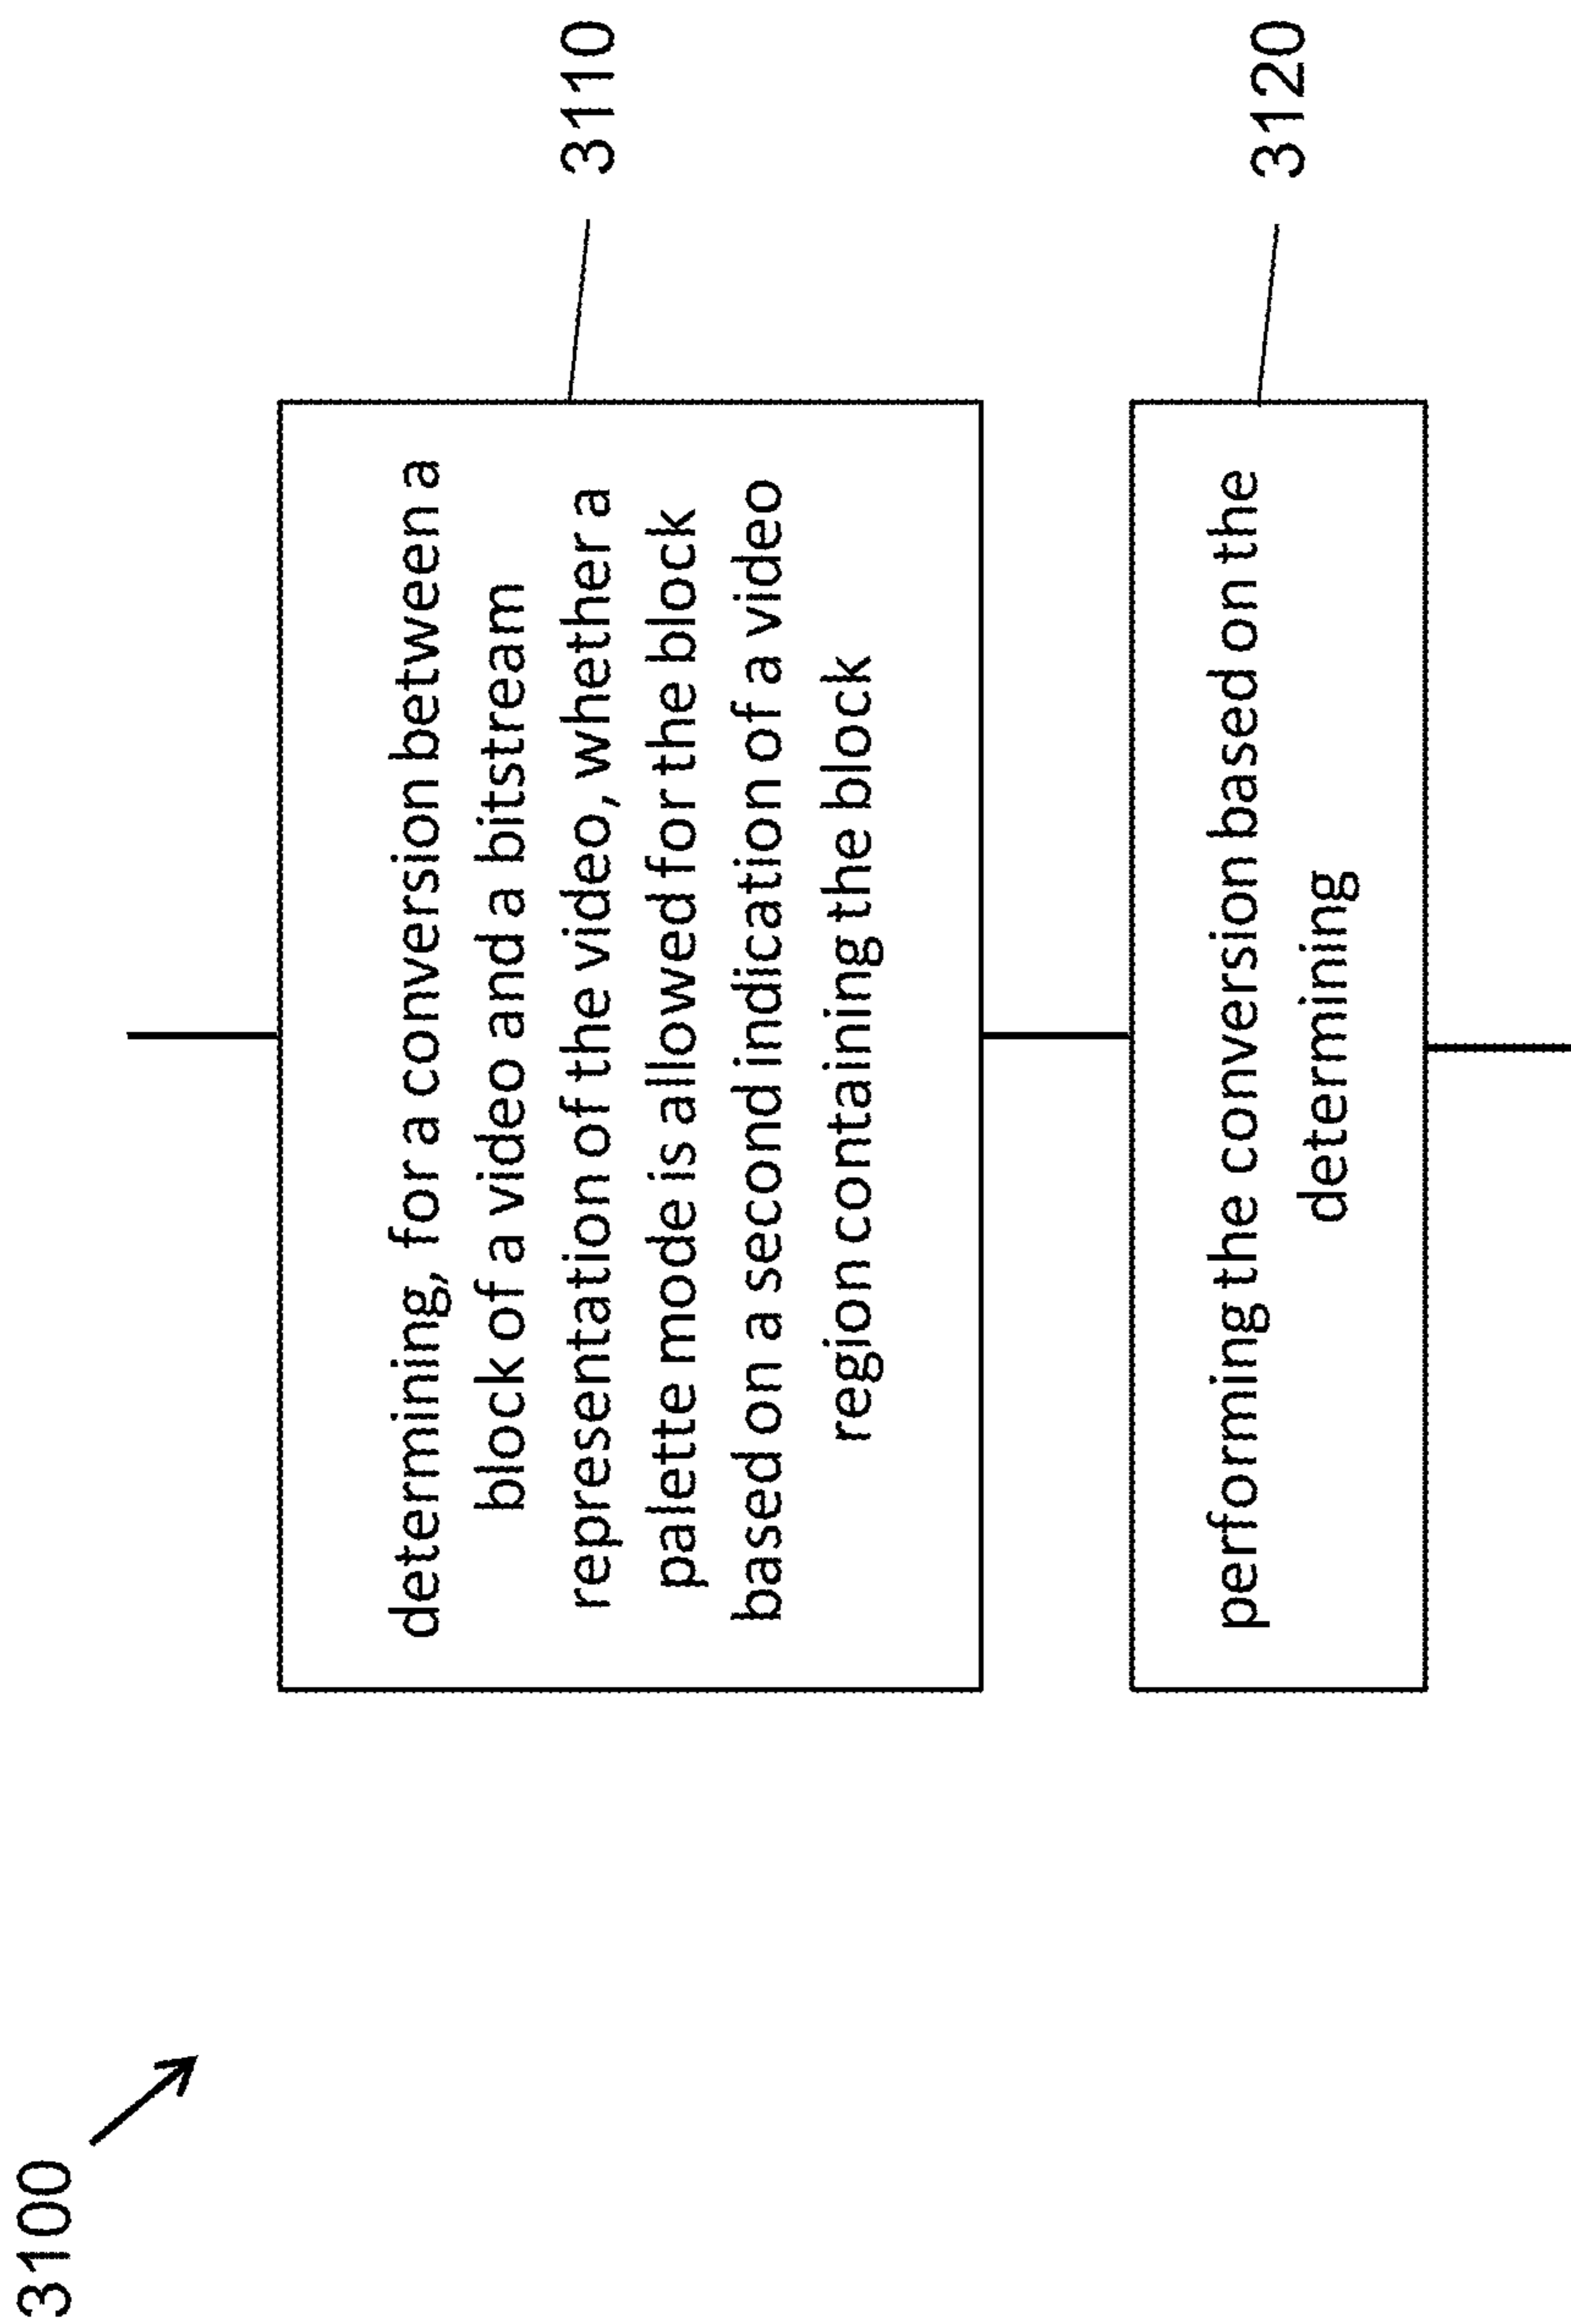 3100
determining, for a conversion between a
block of a video and a bitstream
representation of the video, whether a
palette mode is allowed for the block
based on a second indication of a video
region containing the block
3110
performing the conversion based on the
determining
3120